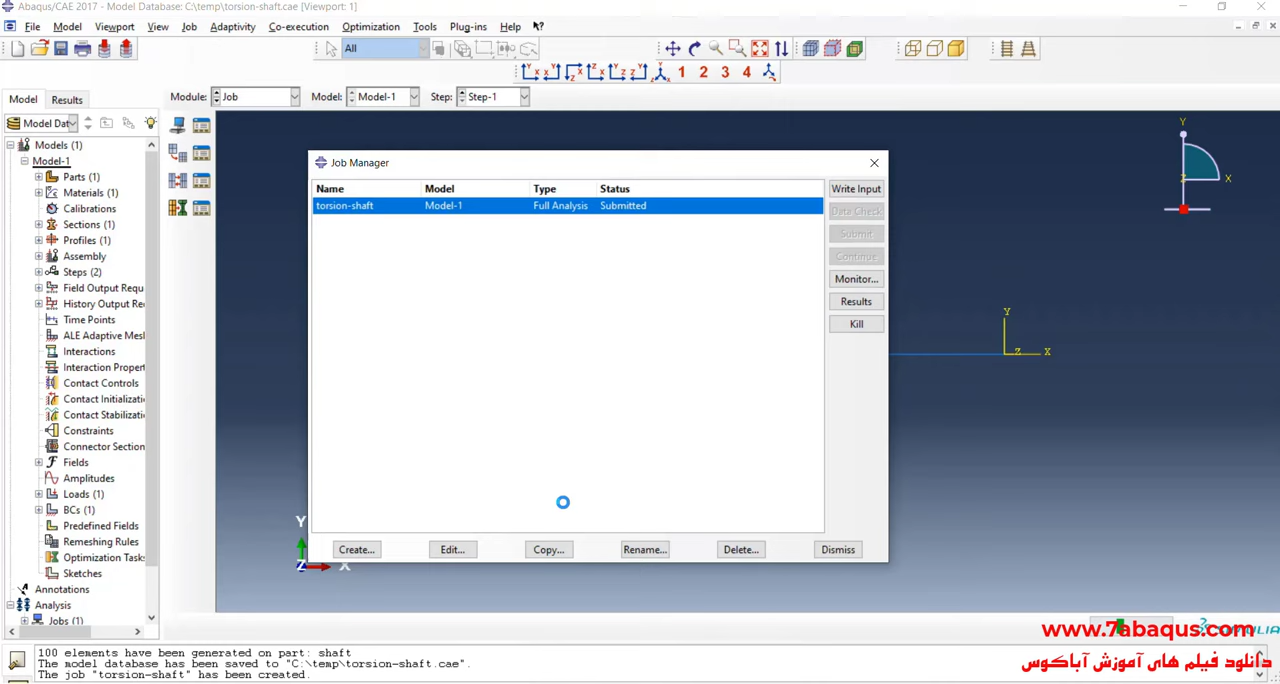 Abaqus/CAE 2017 - Model Database: C:\temp\torsion-shaft.cae [Viewport: 1]
File Model Viewport View Job Adaptivity Co-execution Optimization Tools Plug-ins Help
All
1 2 3 4
Model Results
Module: Job Model: Model-1 Step: Step-1
Model Dat
Models (1)
Model-1
Parts (1)
Materials (1)
Calibrations
Sections (1)
Profiles (1)
Assembly
Steps (2)
Field Output Requ
History Output Re
Time Points
ALE Adaptive Mesh
Interactions
Interaction Propert
Contact Controls
Contact Initializatio
Contact Stabilizatio
Constraints
Connector Section
Fields
Amplitudes
Loads (1)
BCs (1)
Predefined Fields
Remeshing Rules
Optimization Tasks
Sketches
Annotations
Analysis
Jobs (1)
Job Manager
Name Model Type Status
torsion-shaft Model-1 Full Analysis Submitted
Write Input
Data Check
Submit
Continue
Monitor...
Results
Kill
Create... Edit... Copy... Rename... Delete... Dismiss
Y
Z X
Y
Z X
Y
Z X
100 elements have been generated on part: shaft
The model database has been saved to "C:\temp\torsion-shaft.cae".
The job "torsion-shaft" has been created.
www.7abaqus.com
دانلود فیلم های آموزش آباکوس